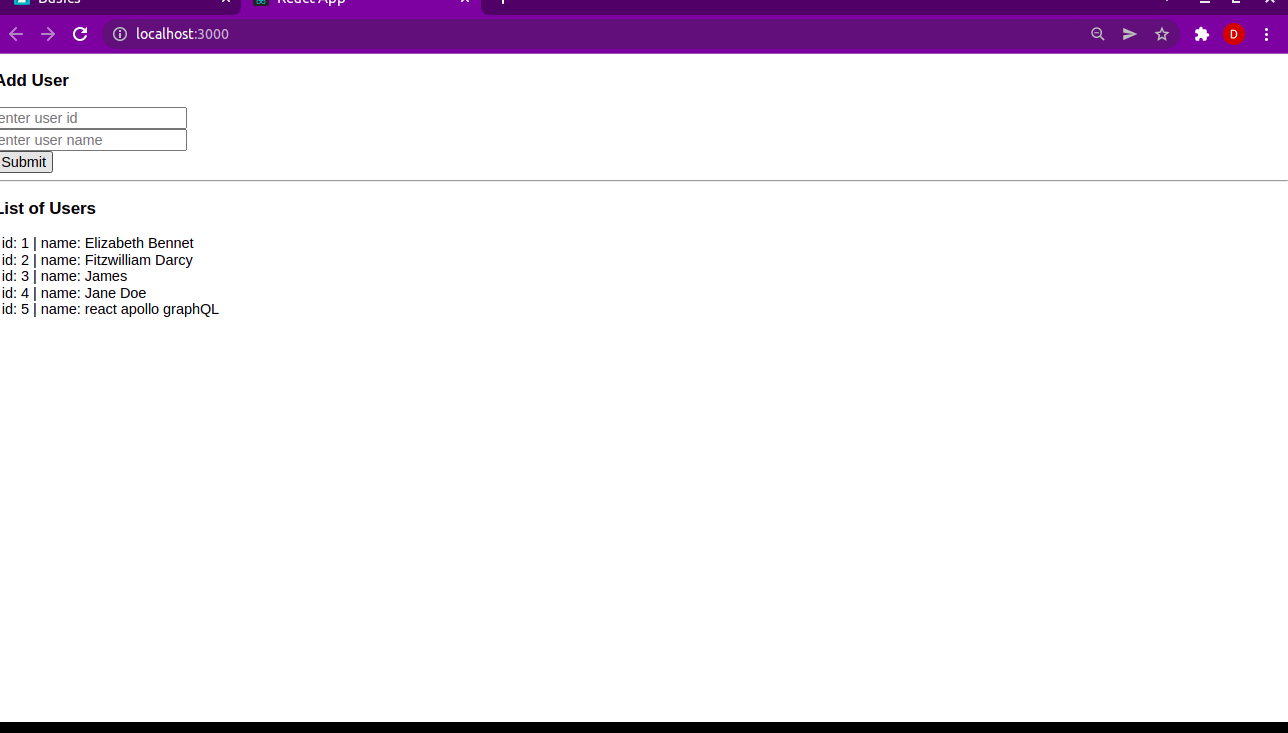 Basics
React App
localhost:3000
D
Add User
enter user id
enter user name
Submit
List of Users
id: 1 | name: Elizabeth Bennet
id: 2 | name: Fitzwilliam Darcy
id: 3 | name: James
id: 4 | name: Jane Doe
id: 5 | name: react apollo graphQL